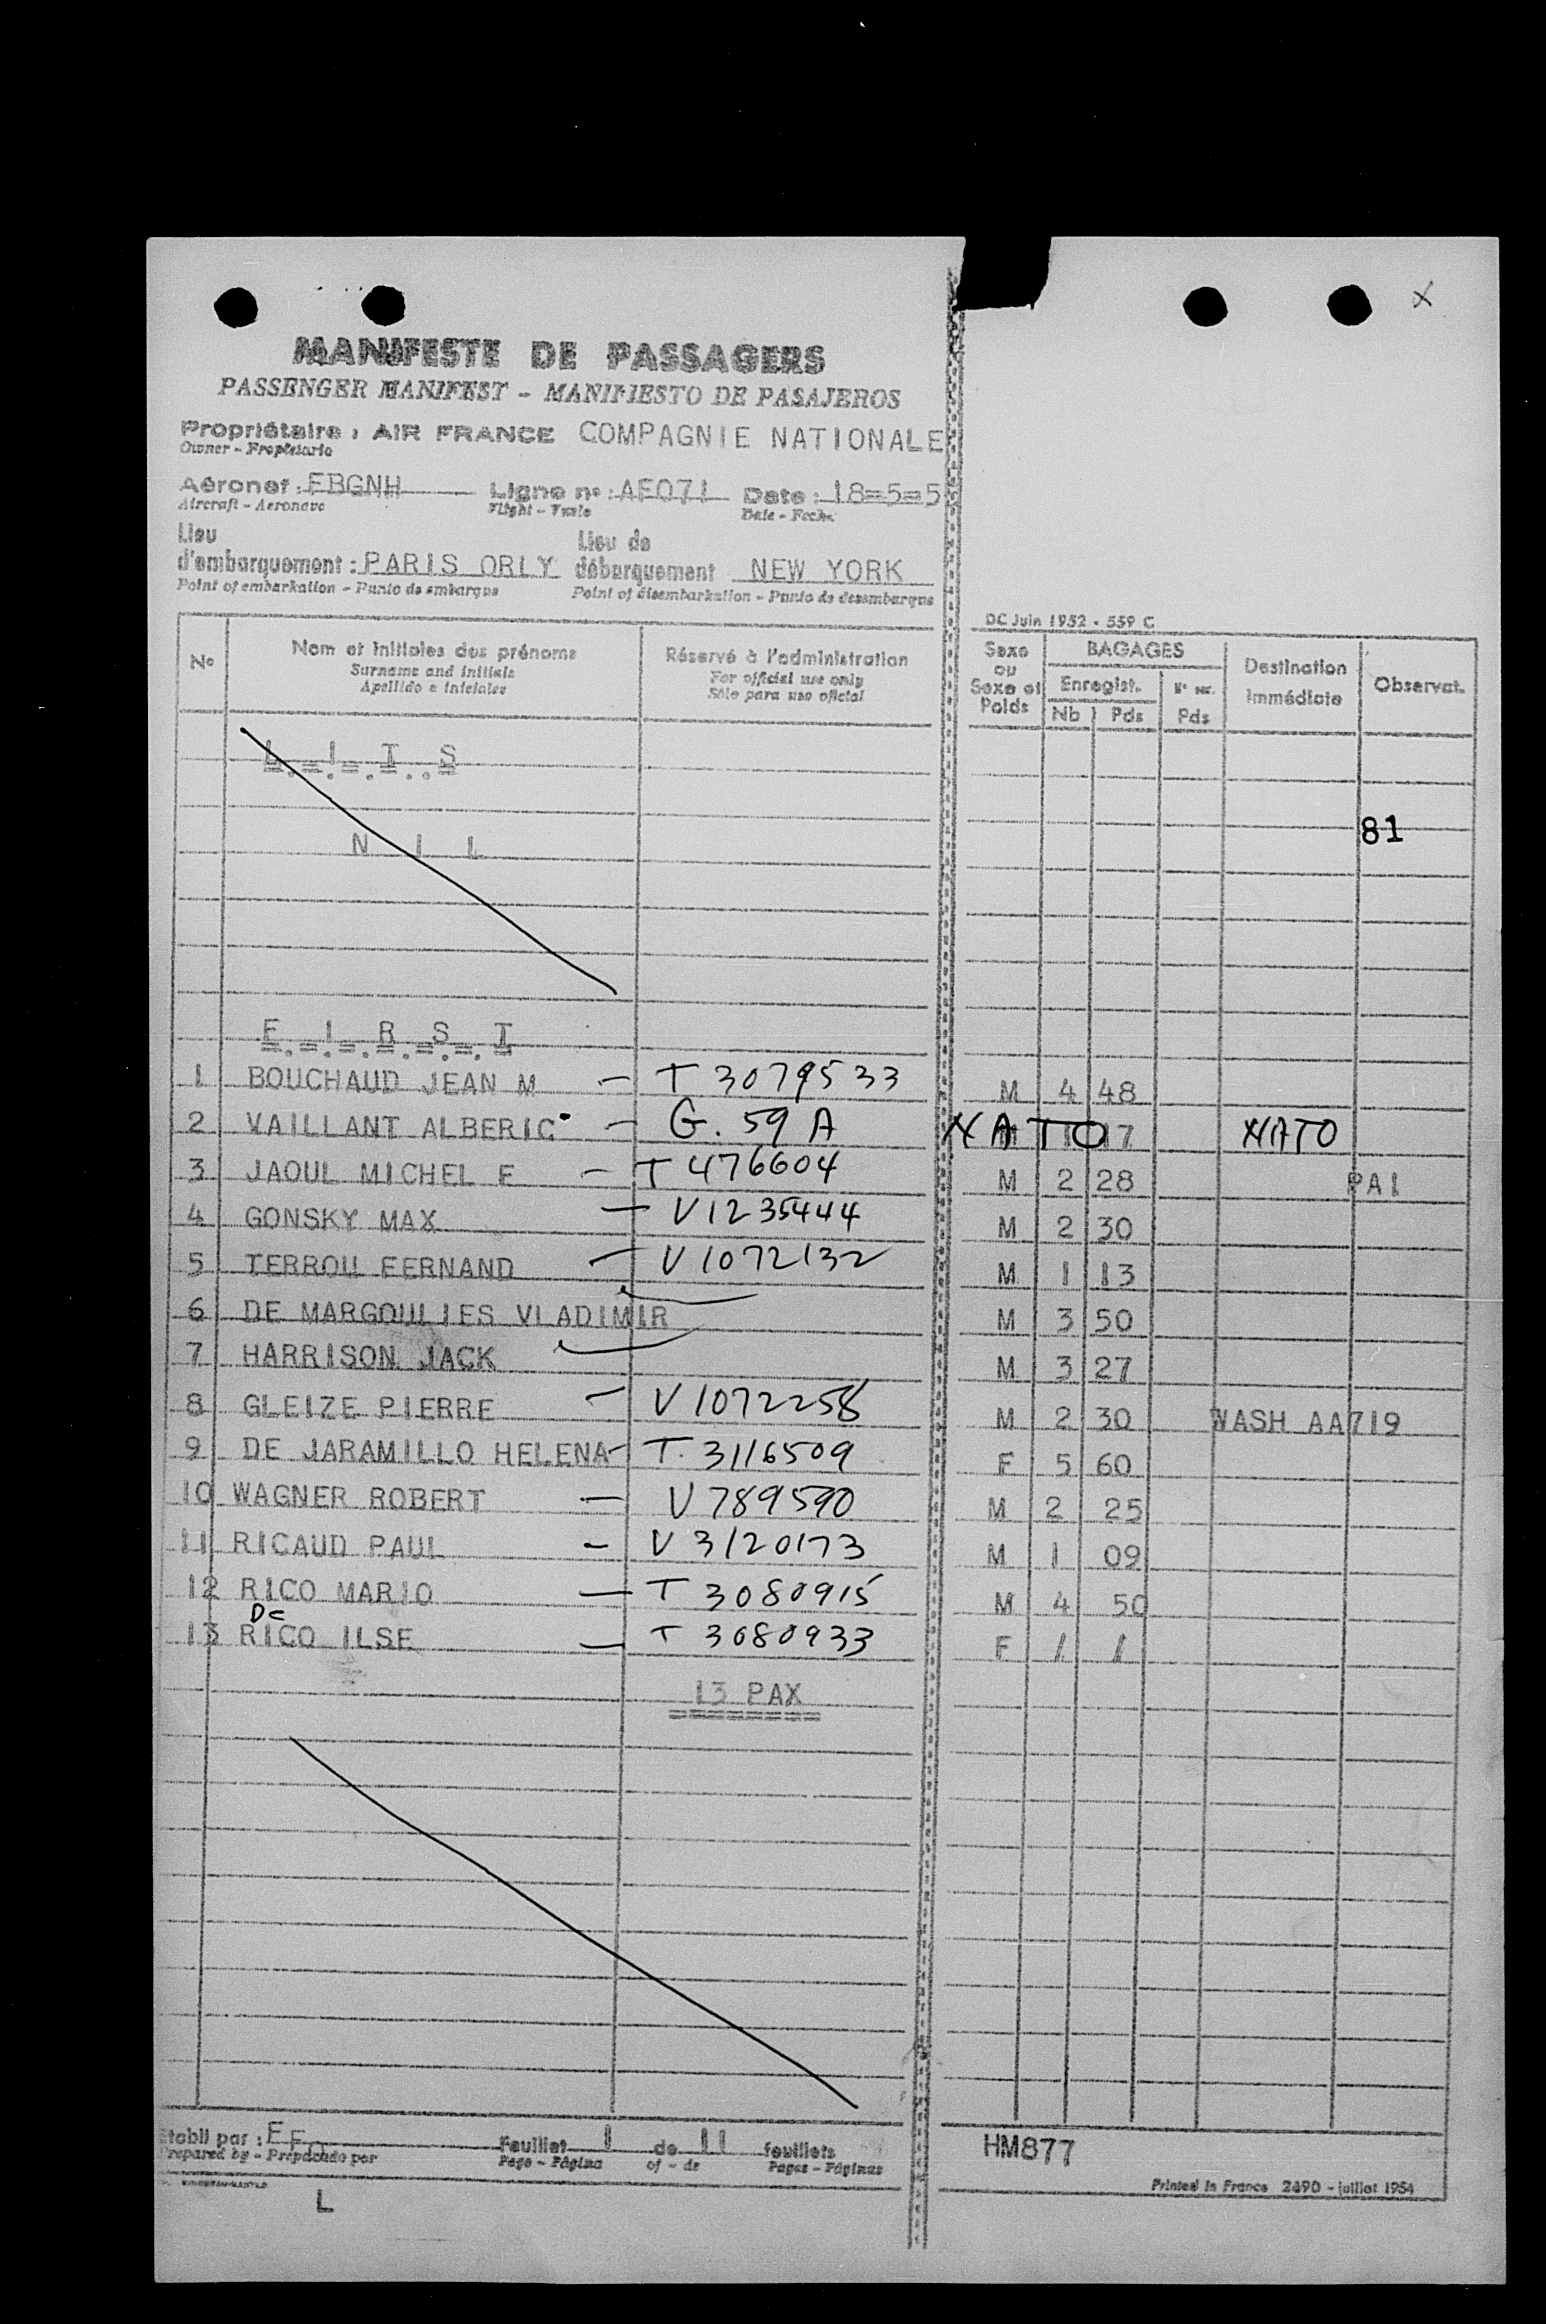 MANIFESTE DE PASSAGERS
PASSENGER MANIFEST - MANIFIESTO DE PASAJEROS
Propriétaire : AIR FRANCE COMPAGNIE NATIONALE
Owner - Propietario
Aéronef : FBGNH Ligne n° : AF071 Date : 18=5=5
Aircraft - Aeronave Flight - Vuelo Date - Fecha
Lieu d'embarquement : PARIS ORLY Lieu de débarquement NEW YORK
Point of embarkation - Punto de embarque Point of disembarkation - Punto de desembarque
DC Juin 1952 - 559 C
N° Nom et initiales des prénoms Réservé à l'administration Sexe ou Sexe et Poids BAGAGES Destination immédiate Observat.
Surname and initials For official use only Enregist.
Apellido e iniciales Sólo para uso oficial Nb Pds Pds
L I T S
81
N I L
F I R S T
1 BOUCHAUD JEAN M - T 3079533 M 4 48
2 VAILLANT ALBERIC - G. 59 A NATO 17 NATO
3 JAOUL MICHEL F - T 476604 M 2 28 PAI
4 GONSKY MAX - V1235444 M 2 30
5 TERROU FERNAND - V 1072132 M 1 13
6 DE MARGOULIES VLADIMIR M 3 50
7 HARRISON JACK M 3 27
8 GLEIZE PIERRE - V 1072258 M 2 30 WASH AA719
9 DE JARAMILLO HELENA - T. 3116509 F 5 60
10 WAGNER ROBERT - V 789590 M 2 25
11 RICAUD PAUL - V 3120173 M 1 09
12 RICO MARIO - T 3080915 M 4 50
De
13 RICO ILSE - T 3080933 F / /
13 PAX
Etabli par : Feuillet 1 de 11 feuillets HM877
Prepared by - Preparado por Page - Página of - de Pages - Páginas
Printed in France 2490 - juillet 1954
L